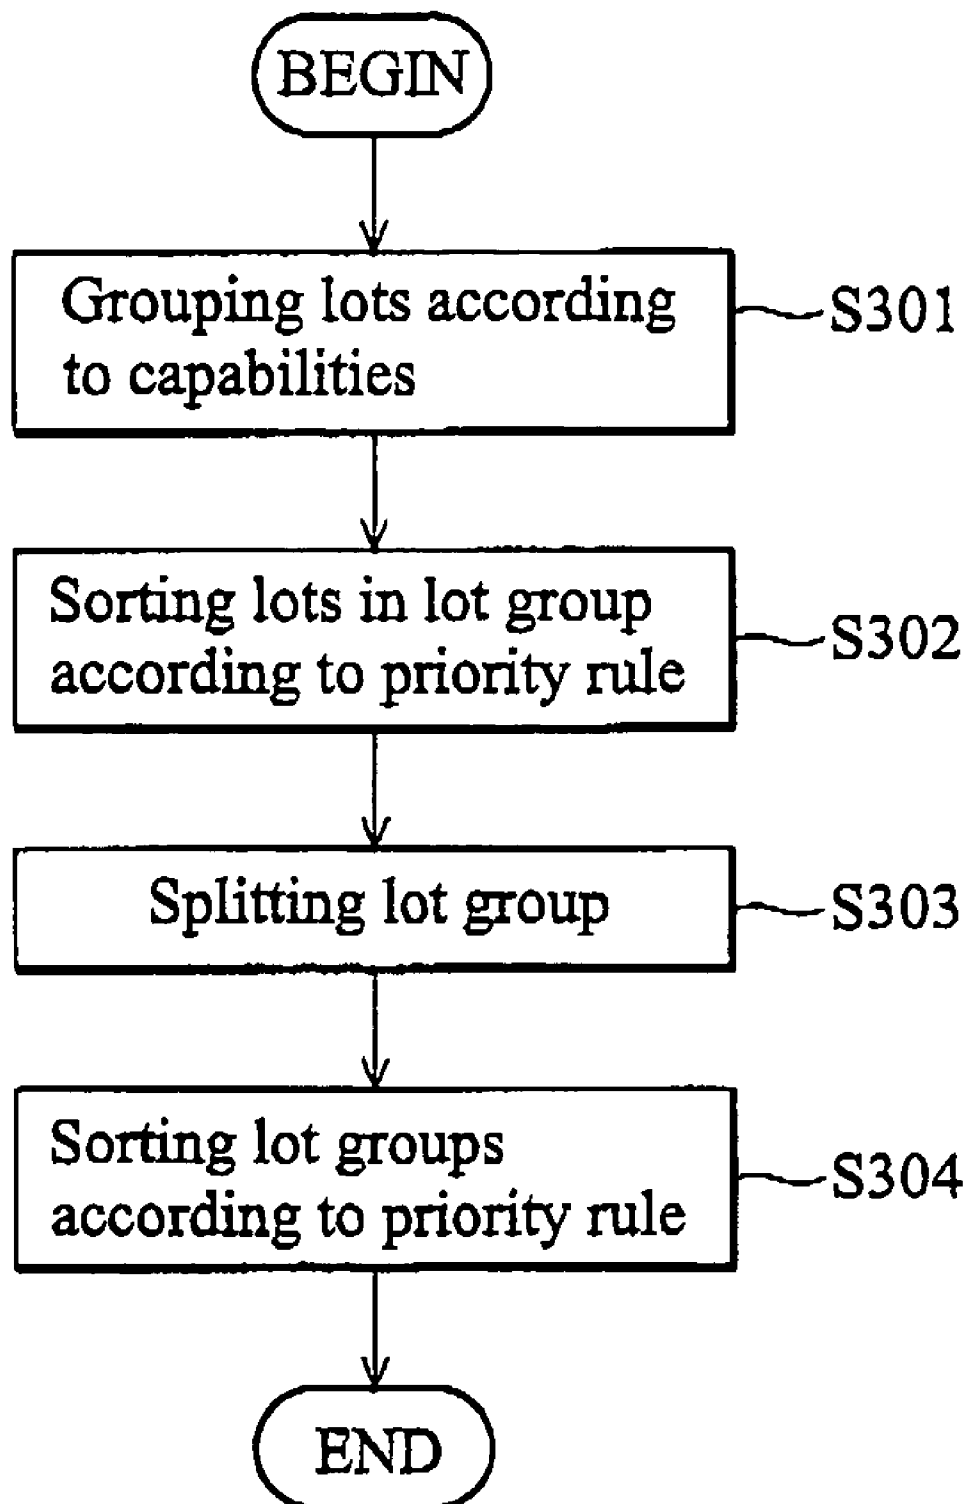 BEGIN
Grouping lots according
to capabilities
S301
Sorting lots in lot group
according to priority rule
S302
Splitting lot group
S303
Sorting lot groups
according to priority rule
S304
END